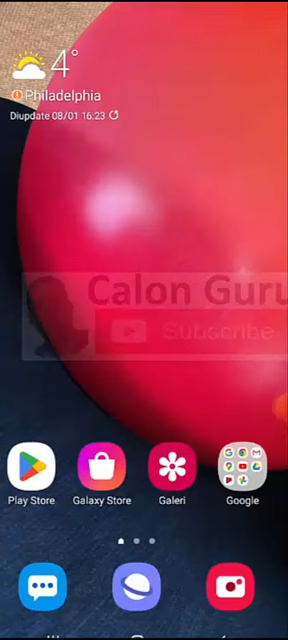 4°
Philadelphia
Diupdate 08/01 16:23
Calon Guru
Subscribe
Play Store
Galaxy Store
Galeri
Google